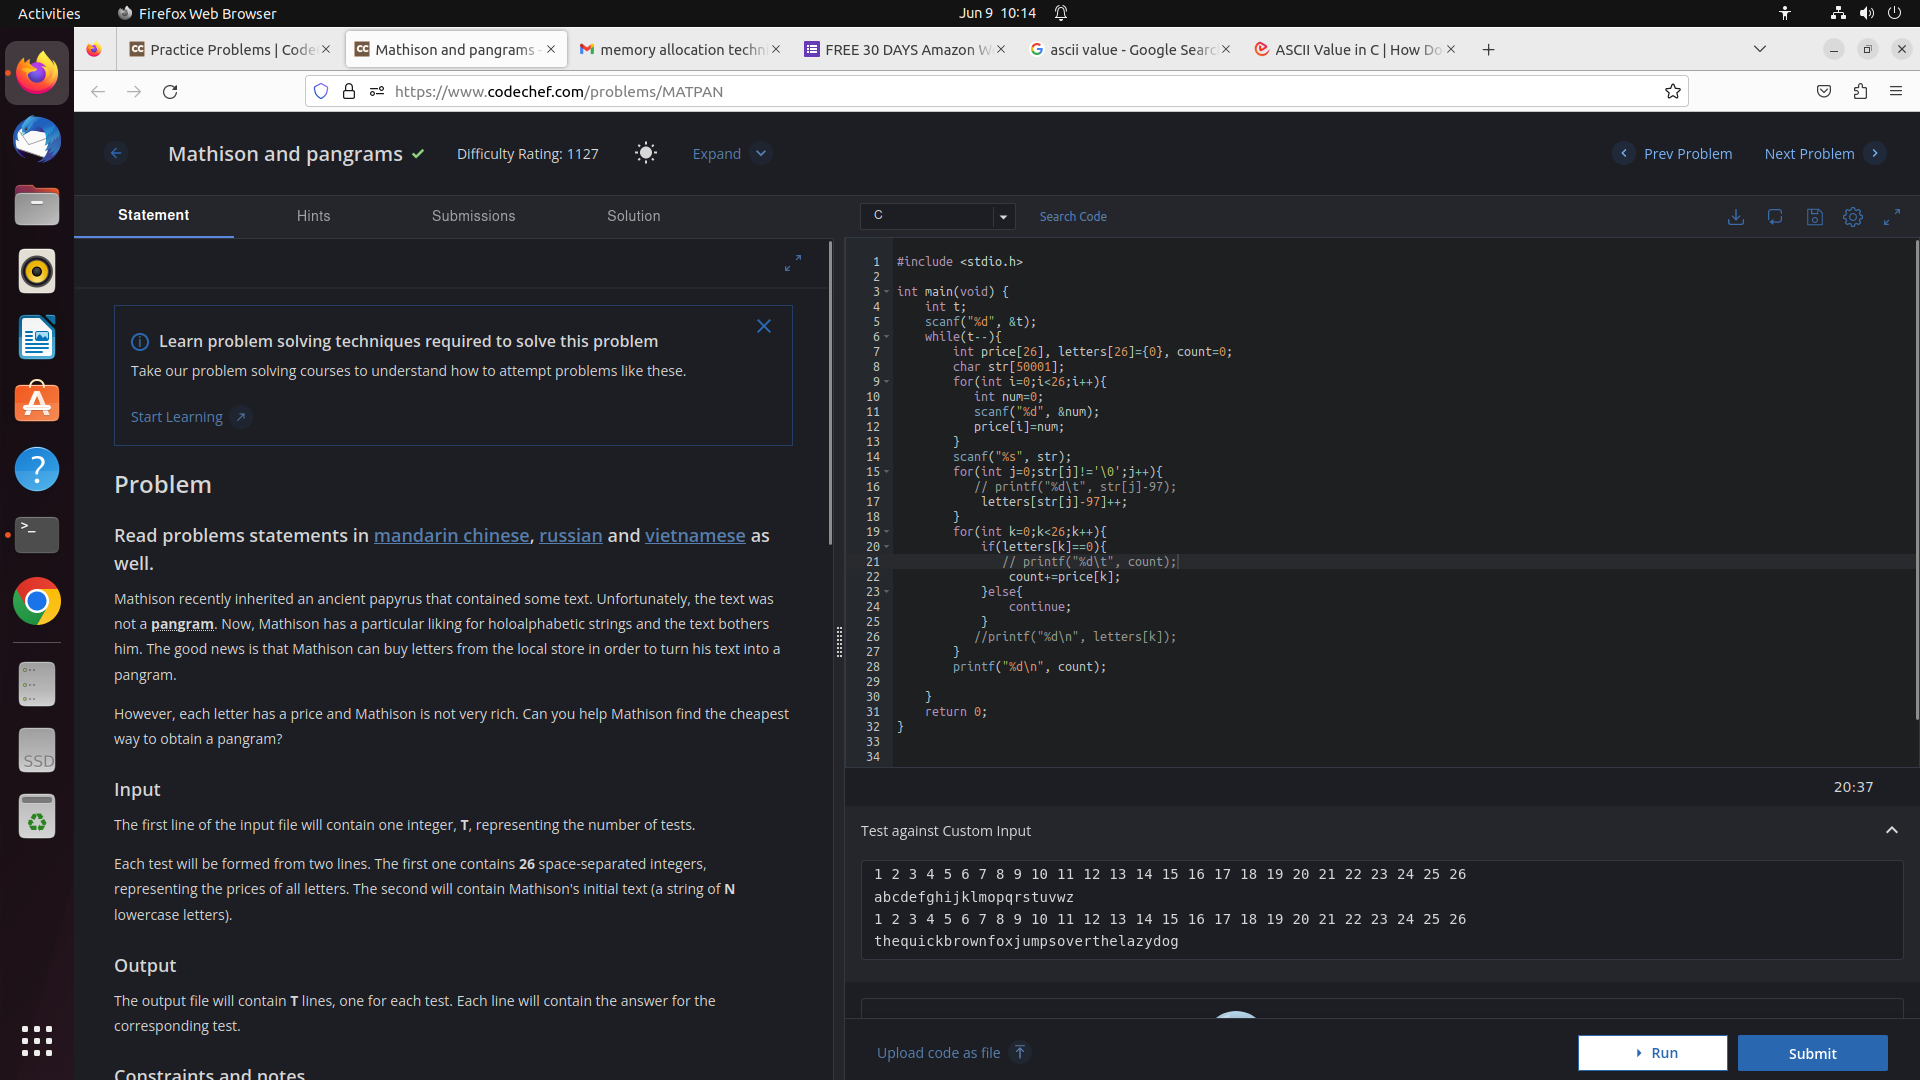 Activities
Firefox Web Browser
Jun 9 10:14
Practice Problems | Code
Mathison and pangrams -
memory allocation techni
FREE 30 DAYS Amazon W
ascii value - Google Searc
ASCII Value in C | How Do
https://www.codechef.com/problems/MATPAN
Mathison and pangrams
Difficulty Rating: 1127
Expand
Prev Problem
Next Problem
Statement
Hints
Submissions
Solution
C
Search Code
Learn problem solving techniques required to solve this problem
Take our problem solving courses to understand how to attempt problems like these.
Start Learning
Problem
Read problems statements in mandarin chinese, russian and vietnamese as
well.
Mathison recently inherited an ancient papyrus that contained some text. Unfortunately, the text was
not a pangram. Now, Mathison has a particular liking for holoalphabetic strings and the text bothers
him. The good news is that Mathison can buy letters from the local store in order to turn his text into a
pangram.
However, each letter has a price and Mathison is not very rich. Can you help Mathison find the cheapest
way to obtain a pangram?
Input
The first line of the input file will contain one integer, T, representing the number of tests.
Each test will be formed from two lines. The first one contains 26 space-separated integers,
representing the prices of all letters. The second will contain Mathison's initial text (a string of N
lowercase letters).
Output
The output file will contain T lines, one for each test. Each line will contain the answer for the
corresponding test.
Constraints and notes
1 #include <stdio.h>
2
3 int main(void) {
4 int t;
5 scanf("%d", &t);
6 while(t--){
7 int price[26], letters[26]={0}, count=0;
8 char str[50001];
9 for(int i=0;i<26;i++){
10 int num=0;
11 scanf("%d", &num);
12 price[i]=num;
13 }
14 scanf("%s", str);
15 for(int j=0;str[j]!='\0';j++){
16 // printf("%d\t", str[j]-97);
17 letters[str[j]-97]++;
18 }
19 for(int k=0;k<26;k++){
20 if(letters[k]==0){
21 // printf("%d\t", count);
22 count+=price[k];
23 }else{
24 continue;
25 }
26 //printf("%d\n", letters[k]);
27 }
28 printf("%d\n", count);
29
30 }
31 return 0;
32 }
33
34
20:37
Test against Custom Input
1 2 3 4 5 6 7 8 9 10 11 12 13 14 15 16 17 18 19 20 21 22 23 24 25 26
abcdefghijklmopqrstuvwz
1 2 3 4 5 6 7 8 9 10 11 12 13 14 15 16 17 18 19 20 21 22 23 24 25 26
thequickbrownfoxjumpsoverthelazydog
Upload code as file
Run
Submit
SSD